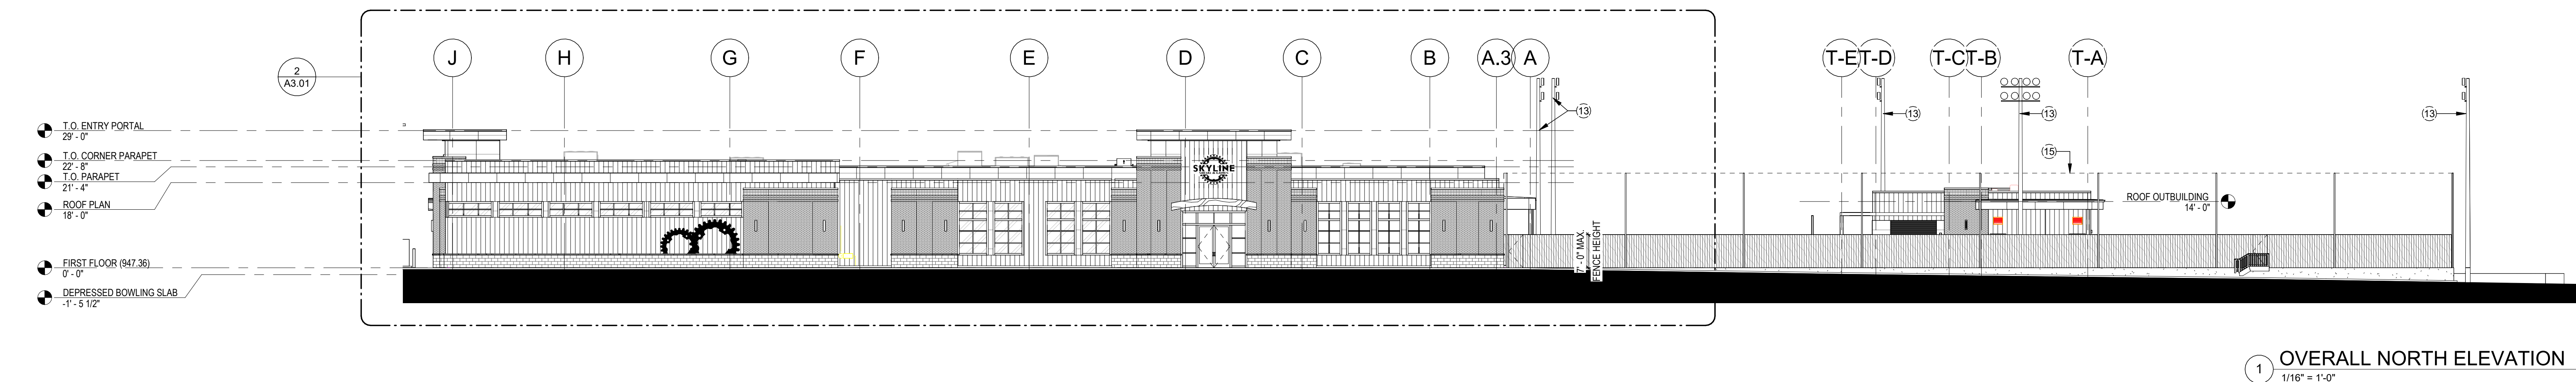 J
H
G
F
E
D
C
B
A.3
A
T-E
T-D
T-C
T-B
T-A
2
A3.01
(13)
(13)
(13)
(13)
T.O. ENTRY PORTAL
29' - 0"
T.O. CORNER PARAPET
22' - 8"
T.O. PARAPET
21' - 4"
ROOF PLAN
18' - 0"
SKYLINE
(15)
ROOF OUTBUILDING
14' - 0"
7' - 0" MAX.
FENCE HEIGHT
FIRST FLOOR (947.36)
0' - 0"
DEPRESSED BOWLING SLAB
-1' - 5 1/2"
1
OVERALL NORTH ELEVATION
1/16" = 1'-0"